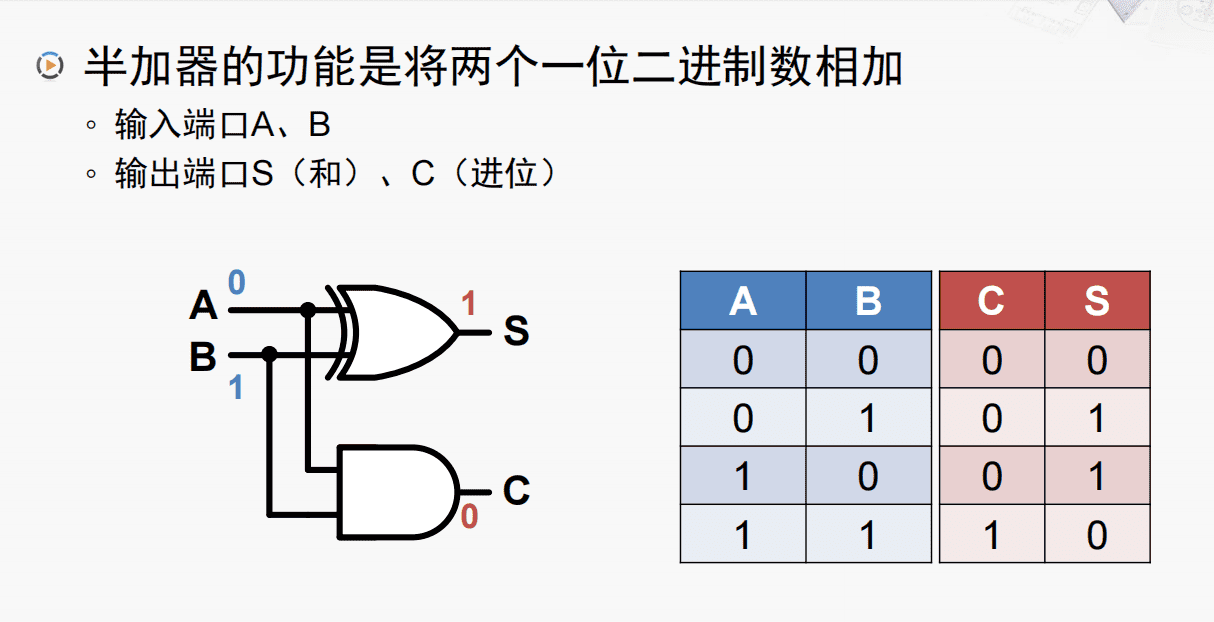 半加器的功能是将两个一位二进制数相加
输入端口A、B
输出端口S（和）、C（进位）
A 0
B 1
1 S
C 0
A B C S
0 0 0 0
0 1 0 1
1 0 0 1
1 1 1 0